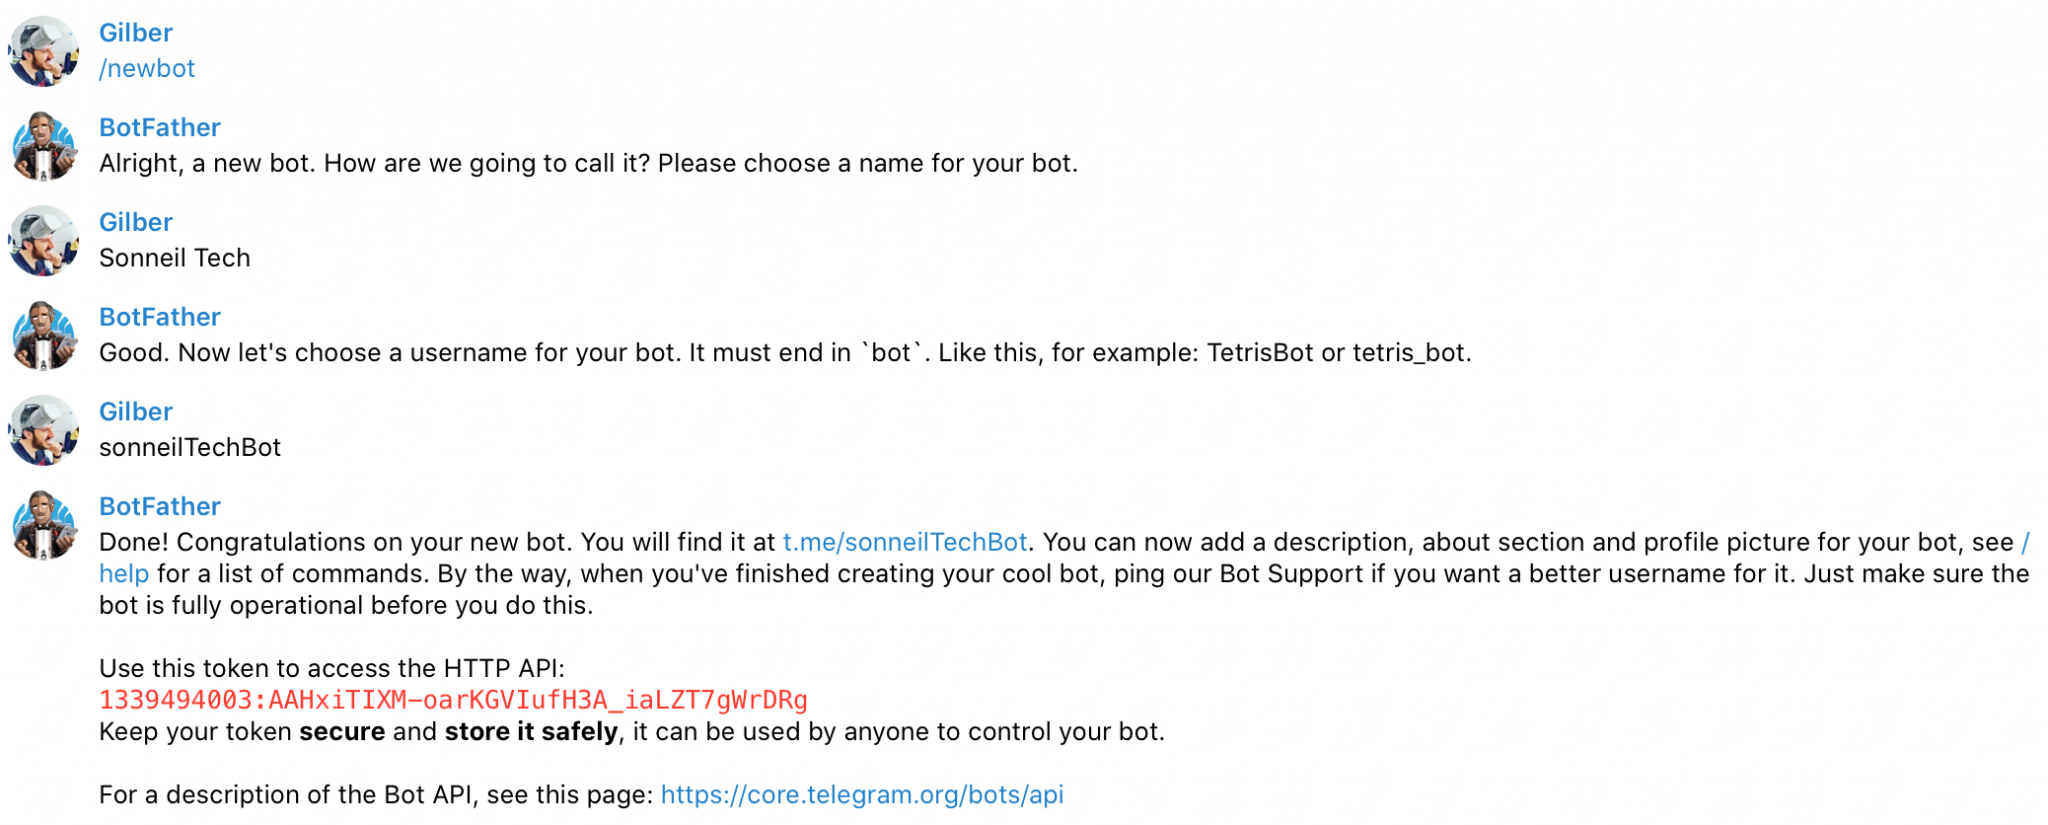 Gilber
/newbot
BotFather
Alright, a new bot. How are we going to call it? Please choose a name for your bot.
Gilber
Sonneil Tech
BotFather
Good. Now let's choose a username for your bot. It must end in `bot`. Like this, for example: TetrisBot or tetris_bot.
Gilber
sonneilTechBot
BotFather
Done! Congratulations on your new bot. You will find it at t.me/sonneilTechBot. You can now add a description, about section and profile picture for your bot, see /
help for a list of commands. By the way, when you've finished creating your cool bot, ping our Bot Support if you want a better username for it. Just make sure the
bot is fully operational before you do this.
Use this token to access the HTTP API:
1339494003:AAHxiTIXM-oarKGVIufH3A_iaLZT7gWrDRg
Keep your token secure and store it safely, it can be used by anyone to control your bot.
For a description of the Bot API, see this page: https://core.telegram.org/bots/api